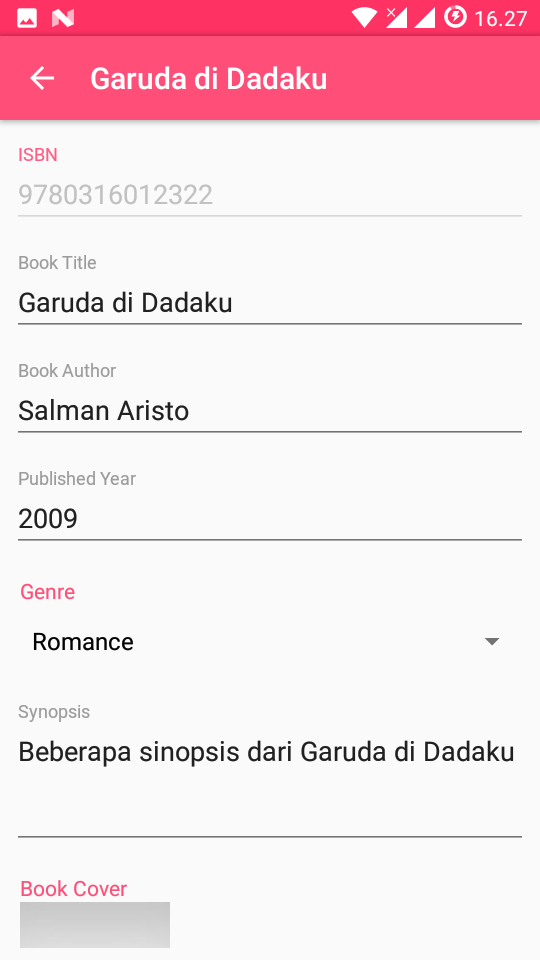 16.27
Garuda di Dadaku
ISBN
9780316012322
Book Title
Garuda di Dadaku
Book Author
Salman Aristo
Published Year
2009
Genre
Romance
Synopsis
Beberapa sinopsis dari Garuda di Dadaku
Book Cover